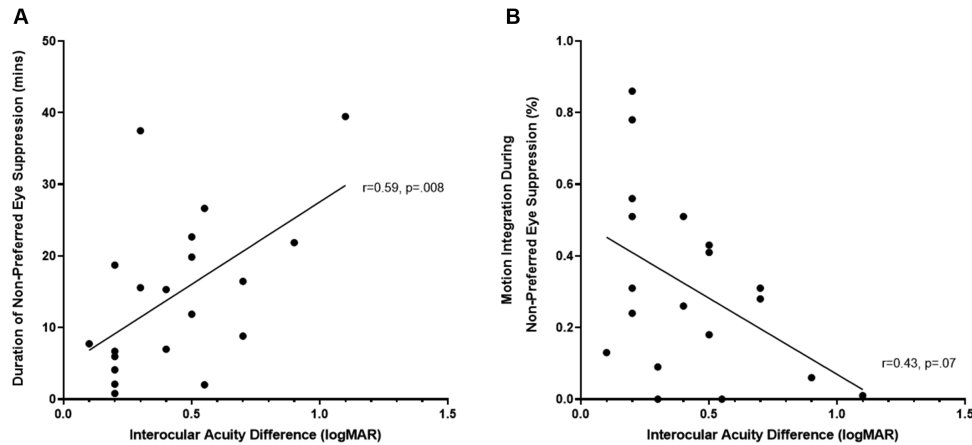 A
Duration of Non-Preferred Eye Suppression (mins)
50
40
30
20
10
0
0.0
0.5
1.0
1.5
r=0.59, p=.008
Interocular Acuity Difference (logMAR)
B
Motion Integration During
Non-Preferred Eye Suppression (%)
1.0
0.8
0.6
0.4
0.2
0.0
0.0
0.5
1.0
1.5
r=0.43, p=.07
Interocular Acuity Difference (logMAR)